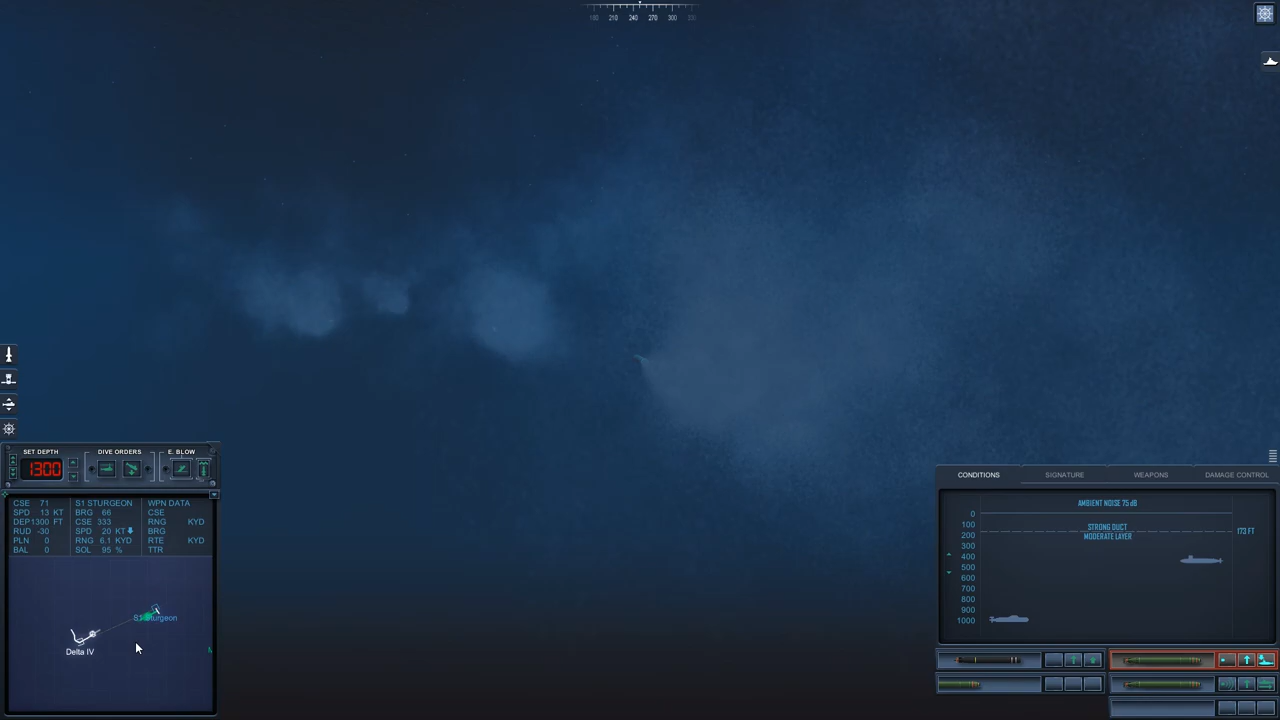 180 210 240 270 300 330
SET DEPTH DIVE ORDERS E. BLOW
1300
CSE 71 S1 STURGEON WPN DATA
SPD 13 KT BRG 66 CSE
DEP1300 FT CSE 333 RNG KYD
RUD -30 SPD 20 KT BRG
PLN 0 RNG 6.1 KYD RTE KYD
BAL 0 SOL 95 % TTR
S1 Sturgeon
Delta IV
M
CONDITIONS SIGNATURE WEAPONS DAMAGE CONTROL
AMBIENT NOISE 75 dB
0
100
STRONG DUCT
173 FT
200
MODERATE LAYER
300
400
500
600
700
800
900
1000